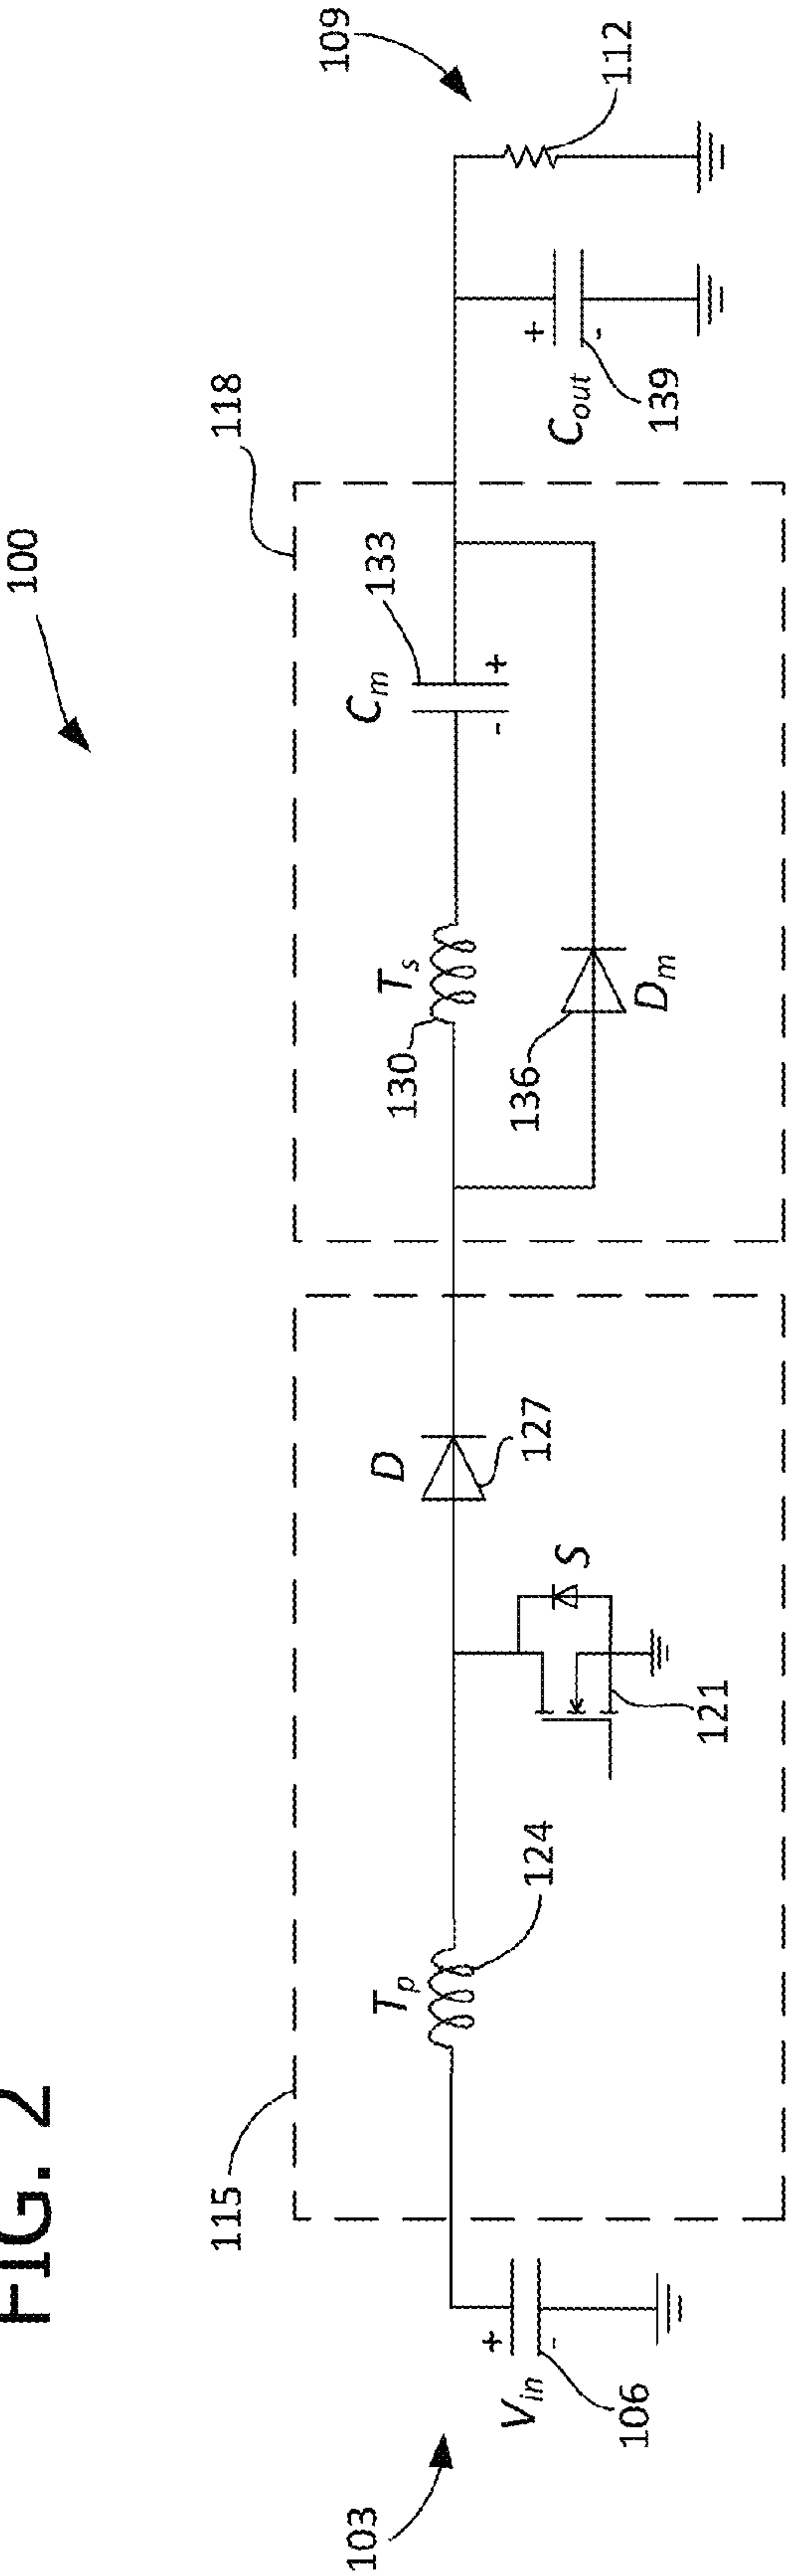 FIG. 2
100
103
106
V_in
+
-
115
T_p
124
S
121
D
127
118
T_s
130
C_m
133
-
+
136
D_m
C_out
139
+
-
109
112